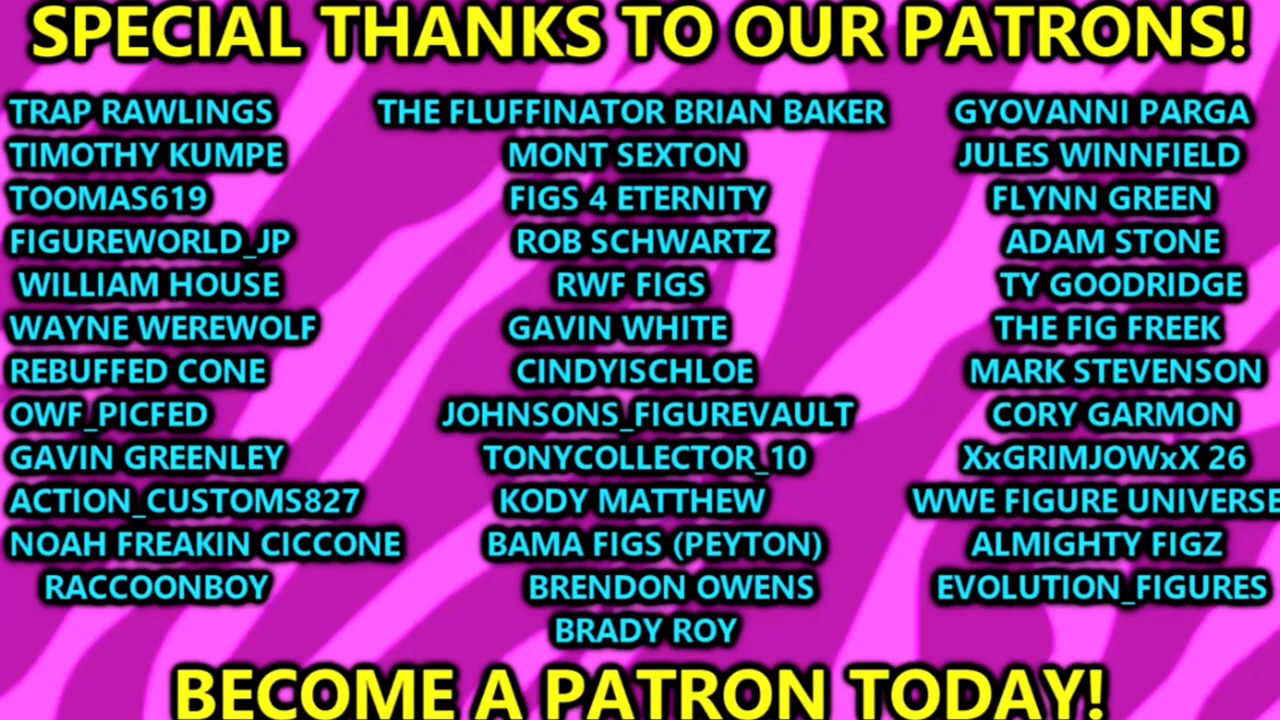 SPECIAL THANKS TO OUR PATRONS!
TRAP RAWLINGS
TIMOTHY KUMPE
TOOMAS619
FIGUREWORLD_JP
WILLIAM HOUSE
WAYNE WEREWOLF
REBUFFED CONE
OWF_PICFED
GAVIN GREENLEY
ACTION_CUSTOMS827
NOAH FREAKIN CICCONE
RACCOONBOY
THE FLUFFINATOR BRIAN BAKER
MONT SEXTON
FIGS 4 ETERNITY
ROB SCHWARTZ
RWF FIGS
GAVIN WHITE
CINDYISCHLOE
JOHNSONS_FIGUREVAULT
TONYCOLLECTOR_10
KODY MATTHEW
BAMA FIGS (PEYTON)
BRENDON OWENS
BRADY ROY
GYOVANNI PARGA
JULES WINNFIELD
FLYNN GREEN
ADAM STONE
TY GOODRIDGE
THE FIG FREEK
MARK STEVENSON
CORY GARMON
XxGRIMJOWxX 26
WWE FIGURE UNIVERSE
ALMIGHTY FIGZ
EVOLUTION_FIGURES
BECOME A PATRON TODAY!